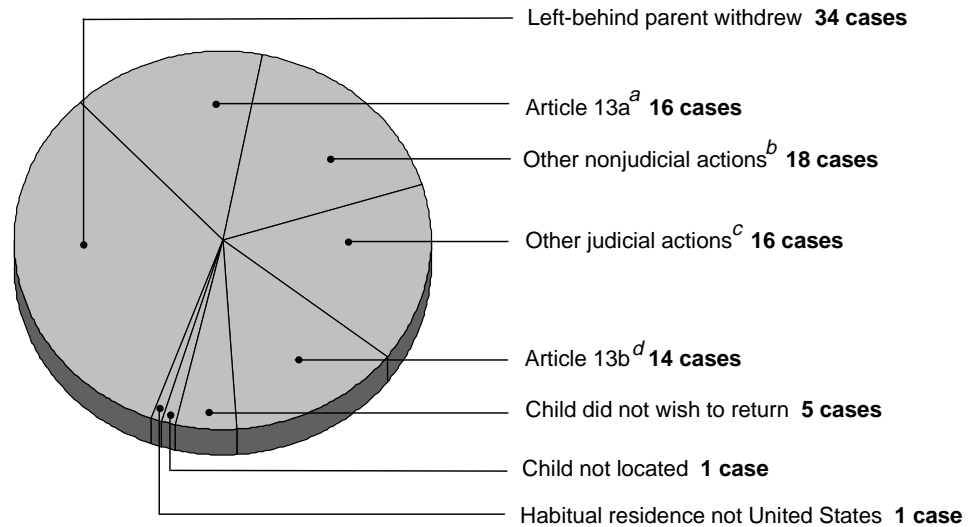 Left-behind parent withdrew 34 cases
Article 13a a 16 cases
Other nonjudicial actions b 18 cases
Other judicial actions c 16 cases
Article 13b d 14 cases
Child did not wish to return 5 cases
Child not located 1 case
Habitual residence not United States 1 case